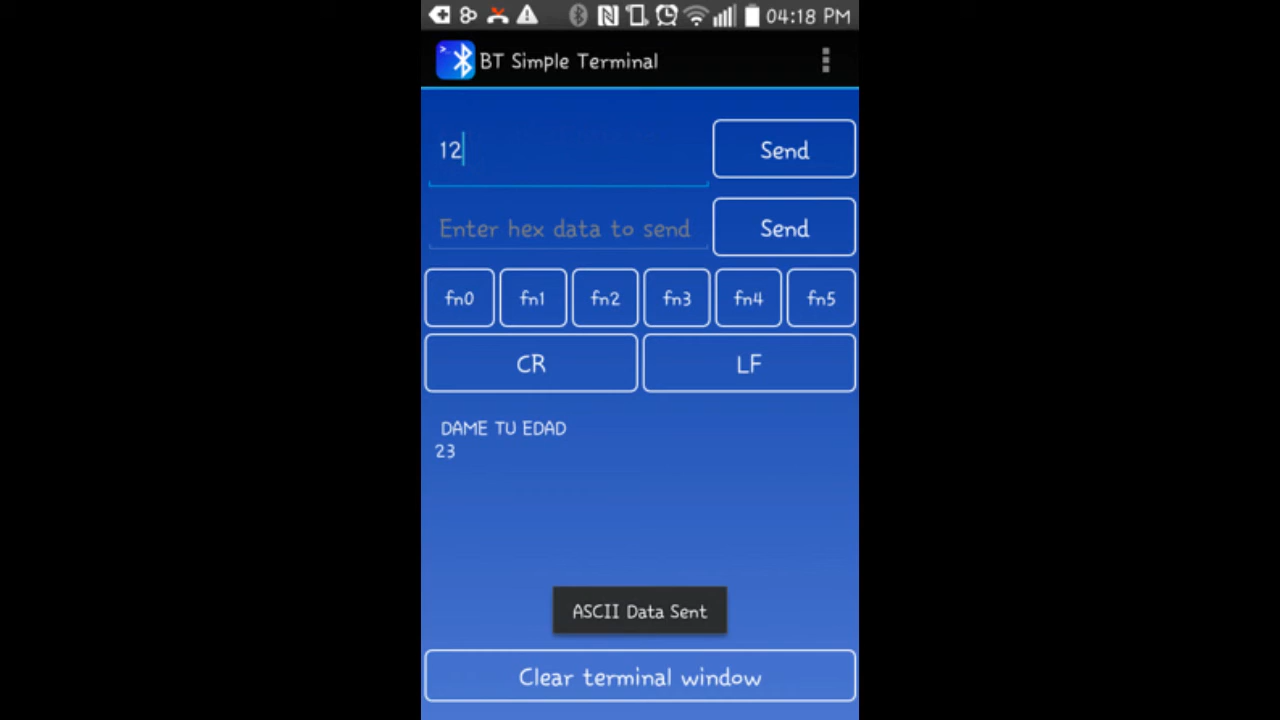 04:18 PM
BT Simple Terminal
12
Send
Enter hex data to send
Send
fn0 fn1 fn2 fn3 fn4 fn5
CR LF
DAME TU EDAD
23
ASCII Data Sent
Clear terminal window